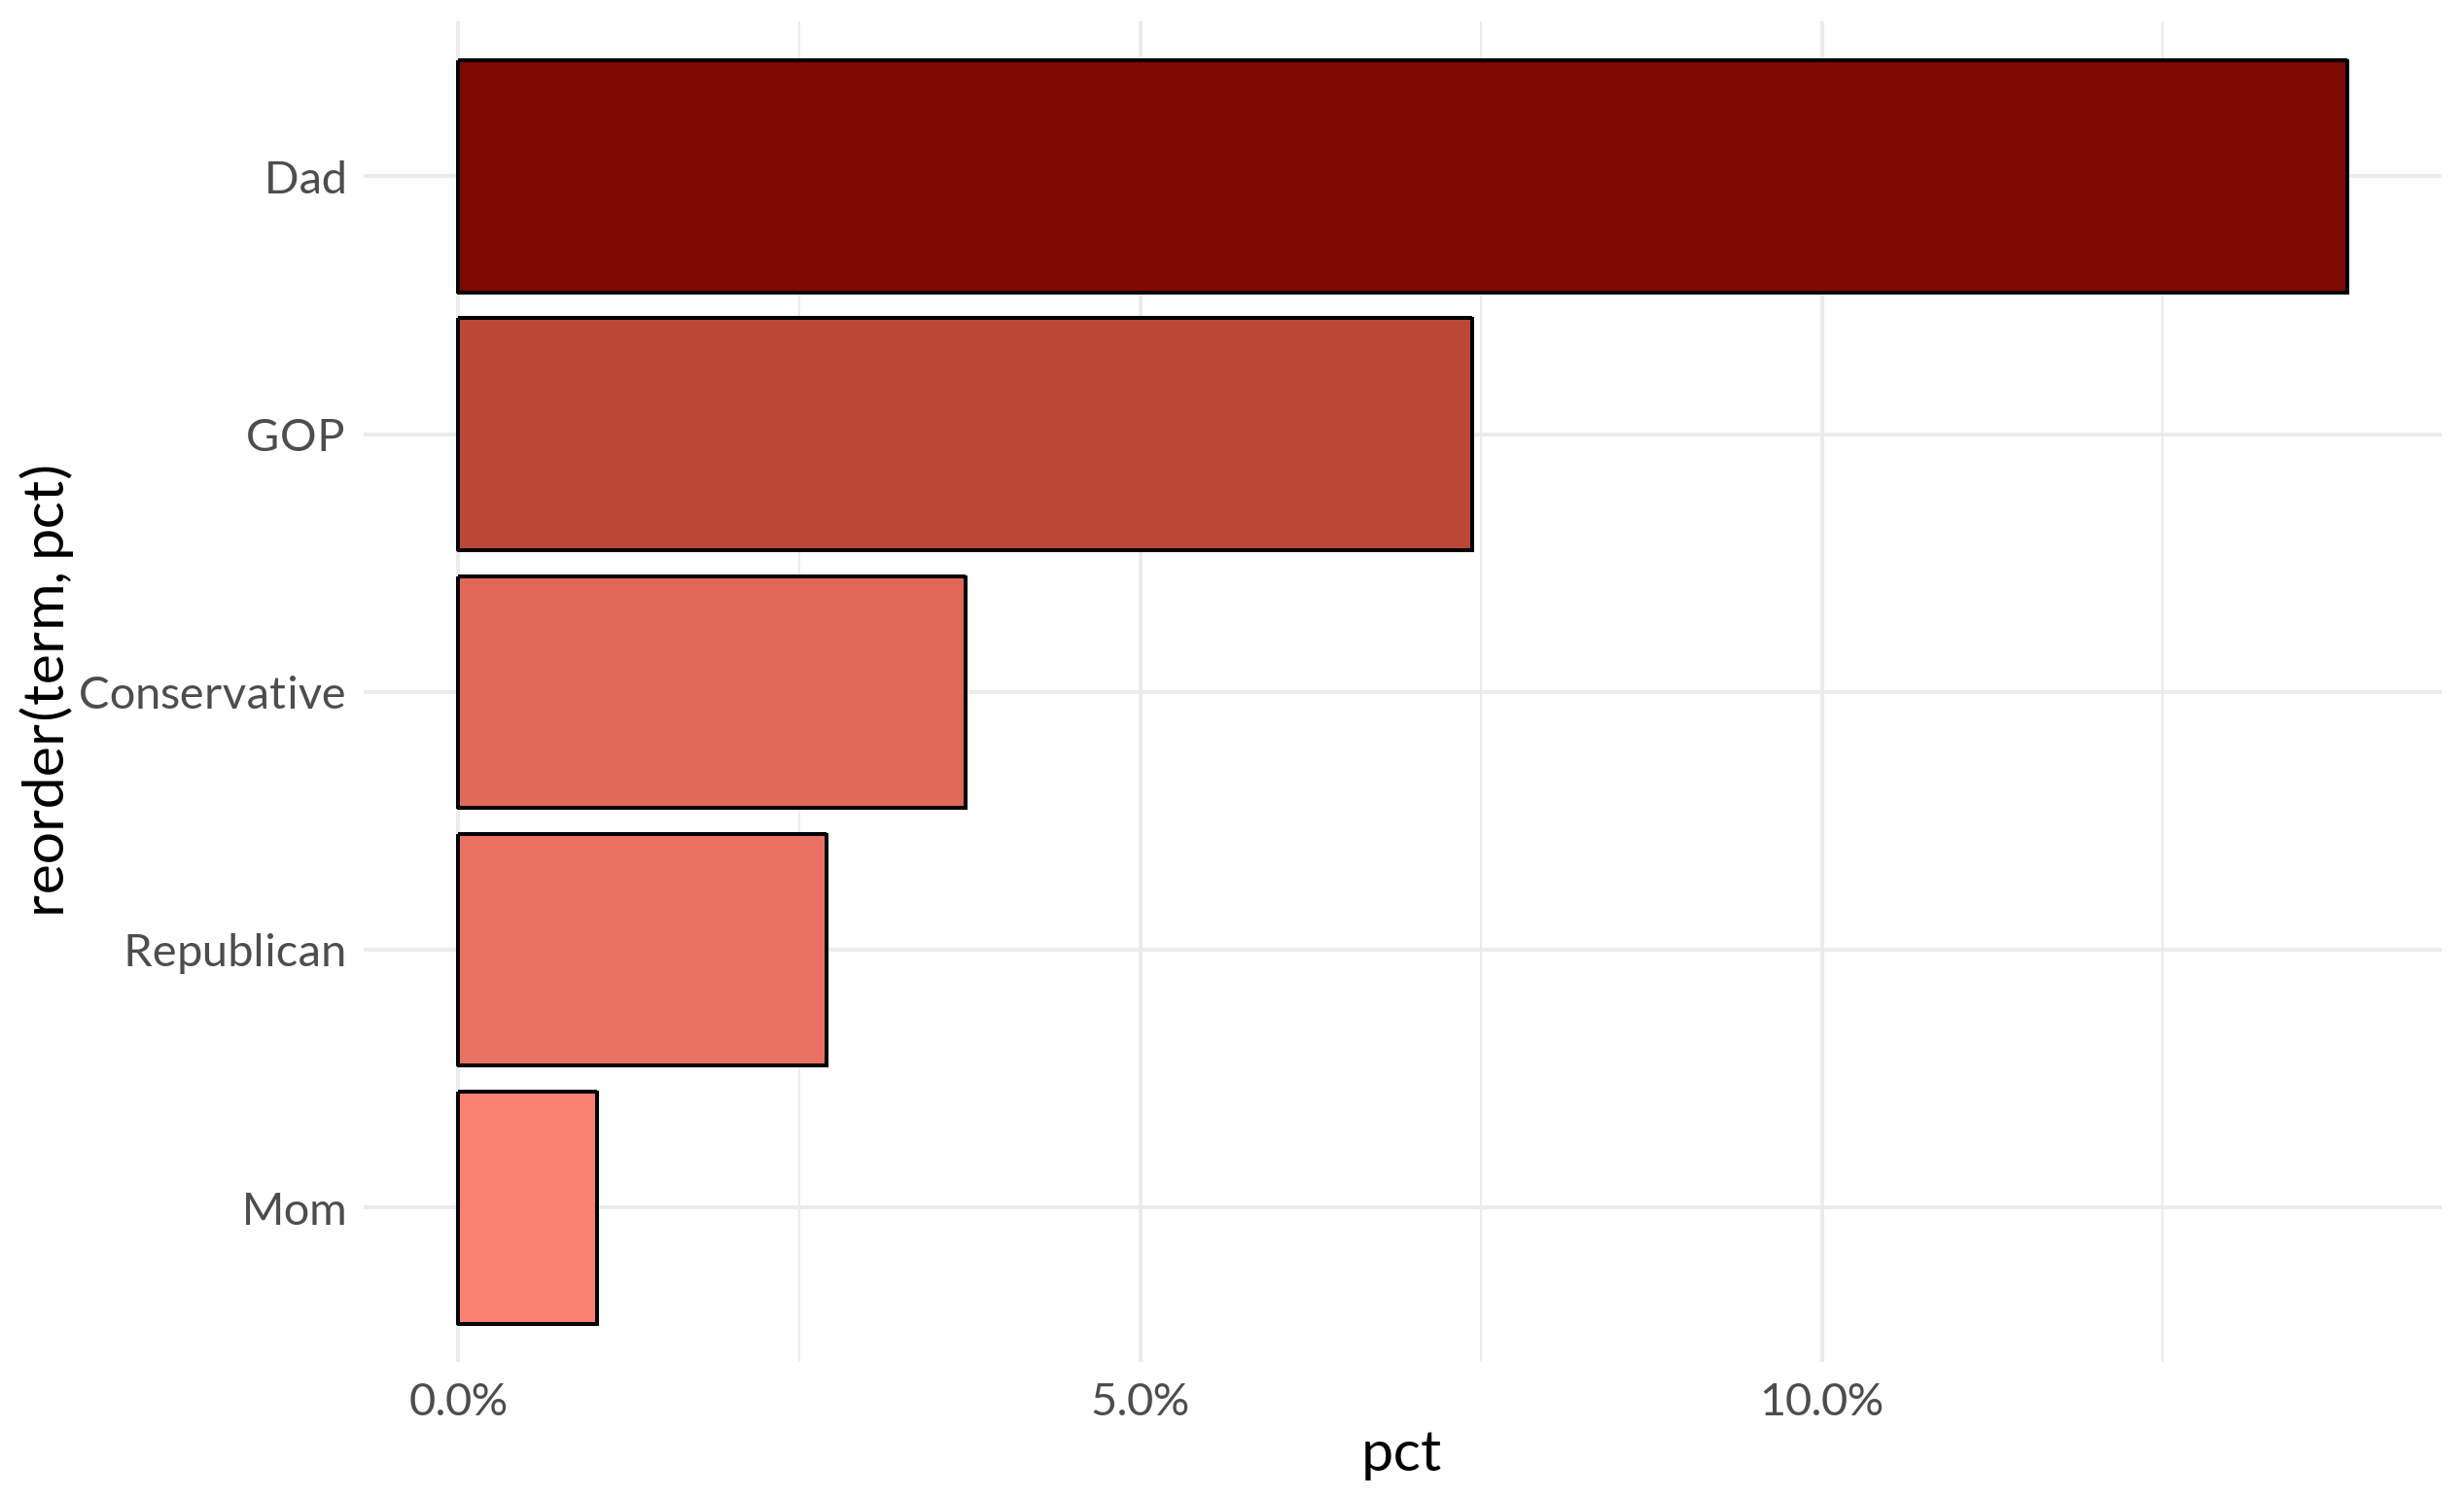 reorder(term, pct)
Dad
GOP
Conservative
Republican
Mom
0.0% 5.0% 10.0%
pct